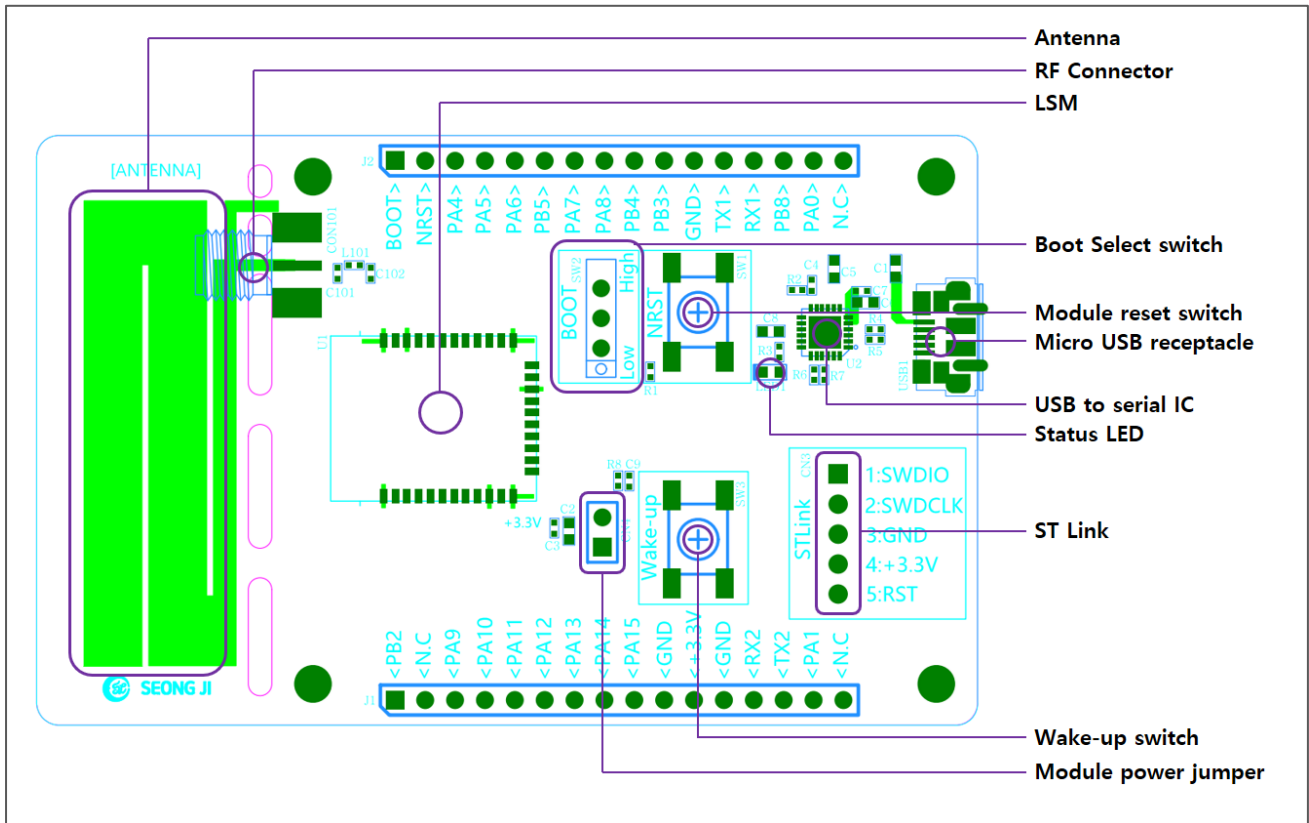 Antenna
RF Connector
LSM
[ANTENNA]
J2
BOOT>
NRST>
PA4>
PA5>
PA6>
PB5>
PA7>
PA8>
PB4>
PB3>
GND>
TX1>
RX1>
PB8>
PA0>
N.C>
Boot Select switch
CON101
L101
C102
C101
SW2
High
BOOT
Low
SW1
NRST
R1
C4
C5
C1
R2
C7
C8
R3
R4
R5
R6
R7
U2
USB1
Module reset switch
Micro USB receptacle
U1
USB to serial IC
Status LED
R8
C9
CN3
1:SWDIO
2:SWDCLK
3:GND
4:+3.3V
5:RST
STLink
ST Link
+3.3V
C2
C3
SW3
Wake-up
<PB2
<N.C
<PA9
<PA10
<PA11
<PA12
<PA13
<PA14
<PA15
<GND
<+3.3V
<GND
<RX2
<TX2
<PA1
<N.C
SEONG JI
J1
Wake-up switch
Module power jumper